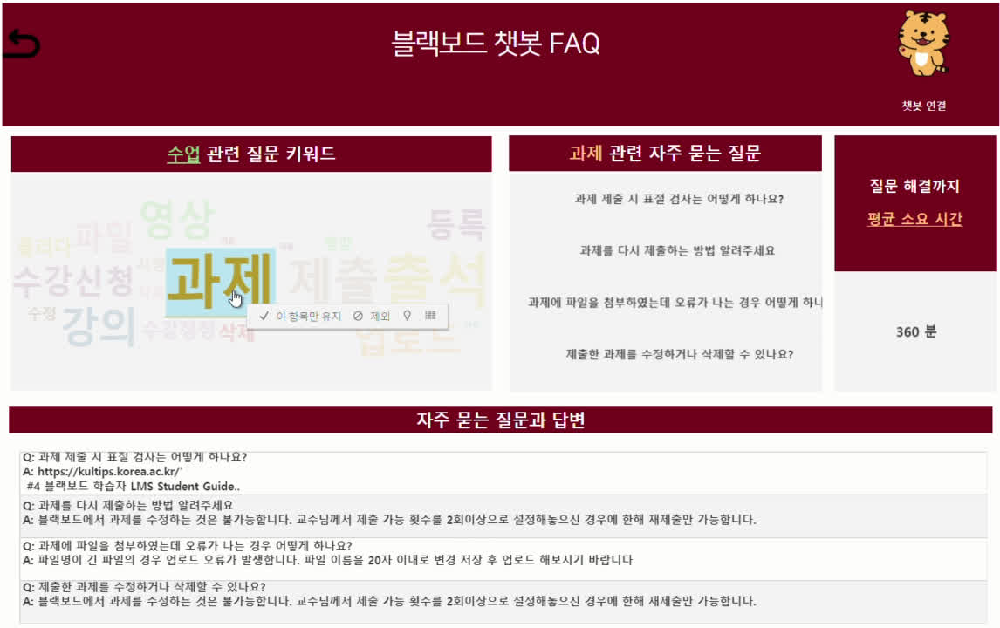 블랙보드 챗봇 FAQ
챗봇 연결
수업 관련 질문 키워드
영상
등록
파일
수강신청
과제
제출
출석
수정
강의
수강정정
삭제
업로드
이 항목만 유지
제외
과제 관련 자주 묻는 질문
과제 제출 시 표절 검사는 어떻게 하나요?
과제를 다시 제출하는 방법 알려주세요
과제에 파일을 첨부하였는데 오류가 나는 경우 어떻게 하나
제출한 과제를 수정하거나 삭제할 수 있나요?
질문 해결까지
평균 소요 시간
360 분
자주 묻는 질문과 답변
Q: 과제 제출 시 표절 검사는 어떻게 하나요?
A: https://kultips.korea.ac.kr/'
#4 블랙보드 학습자 LMS Student Guide..
Q: 과제를 다시 제출하는 방법 알려주세요
A: 블랙보드에서 과제를 수정하는 것은 불가능합니다. 교수님께서 제출 가능 횟수를 2회이상으로 설정해놓으신 경우에 한해 재제출만 가능합니다.
Q: 과제에 파일을 첨부하였는데 오류가 나는 경우 어떻게 하나요?
A: 파일명이 긴 파일의 경우 업로드 오류가 발생합니다. 파일 이름을 20자 이내로 변경 저장 후 업로드 해보시기 바랍니다
Q: 제출한 과제를 수정하거나 삭제할 수 있나요?
A: 블랙보드에서 과제를 수정하는 것은 불가능합니다. 교수님께서 제출 가능 횟수를 2회이상으로 설정해놓으신 경우에 한해 재제출만 가능합니다.